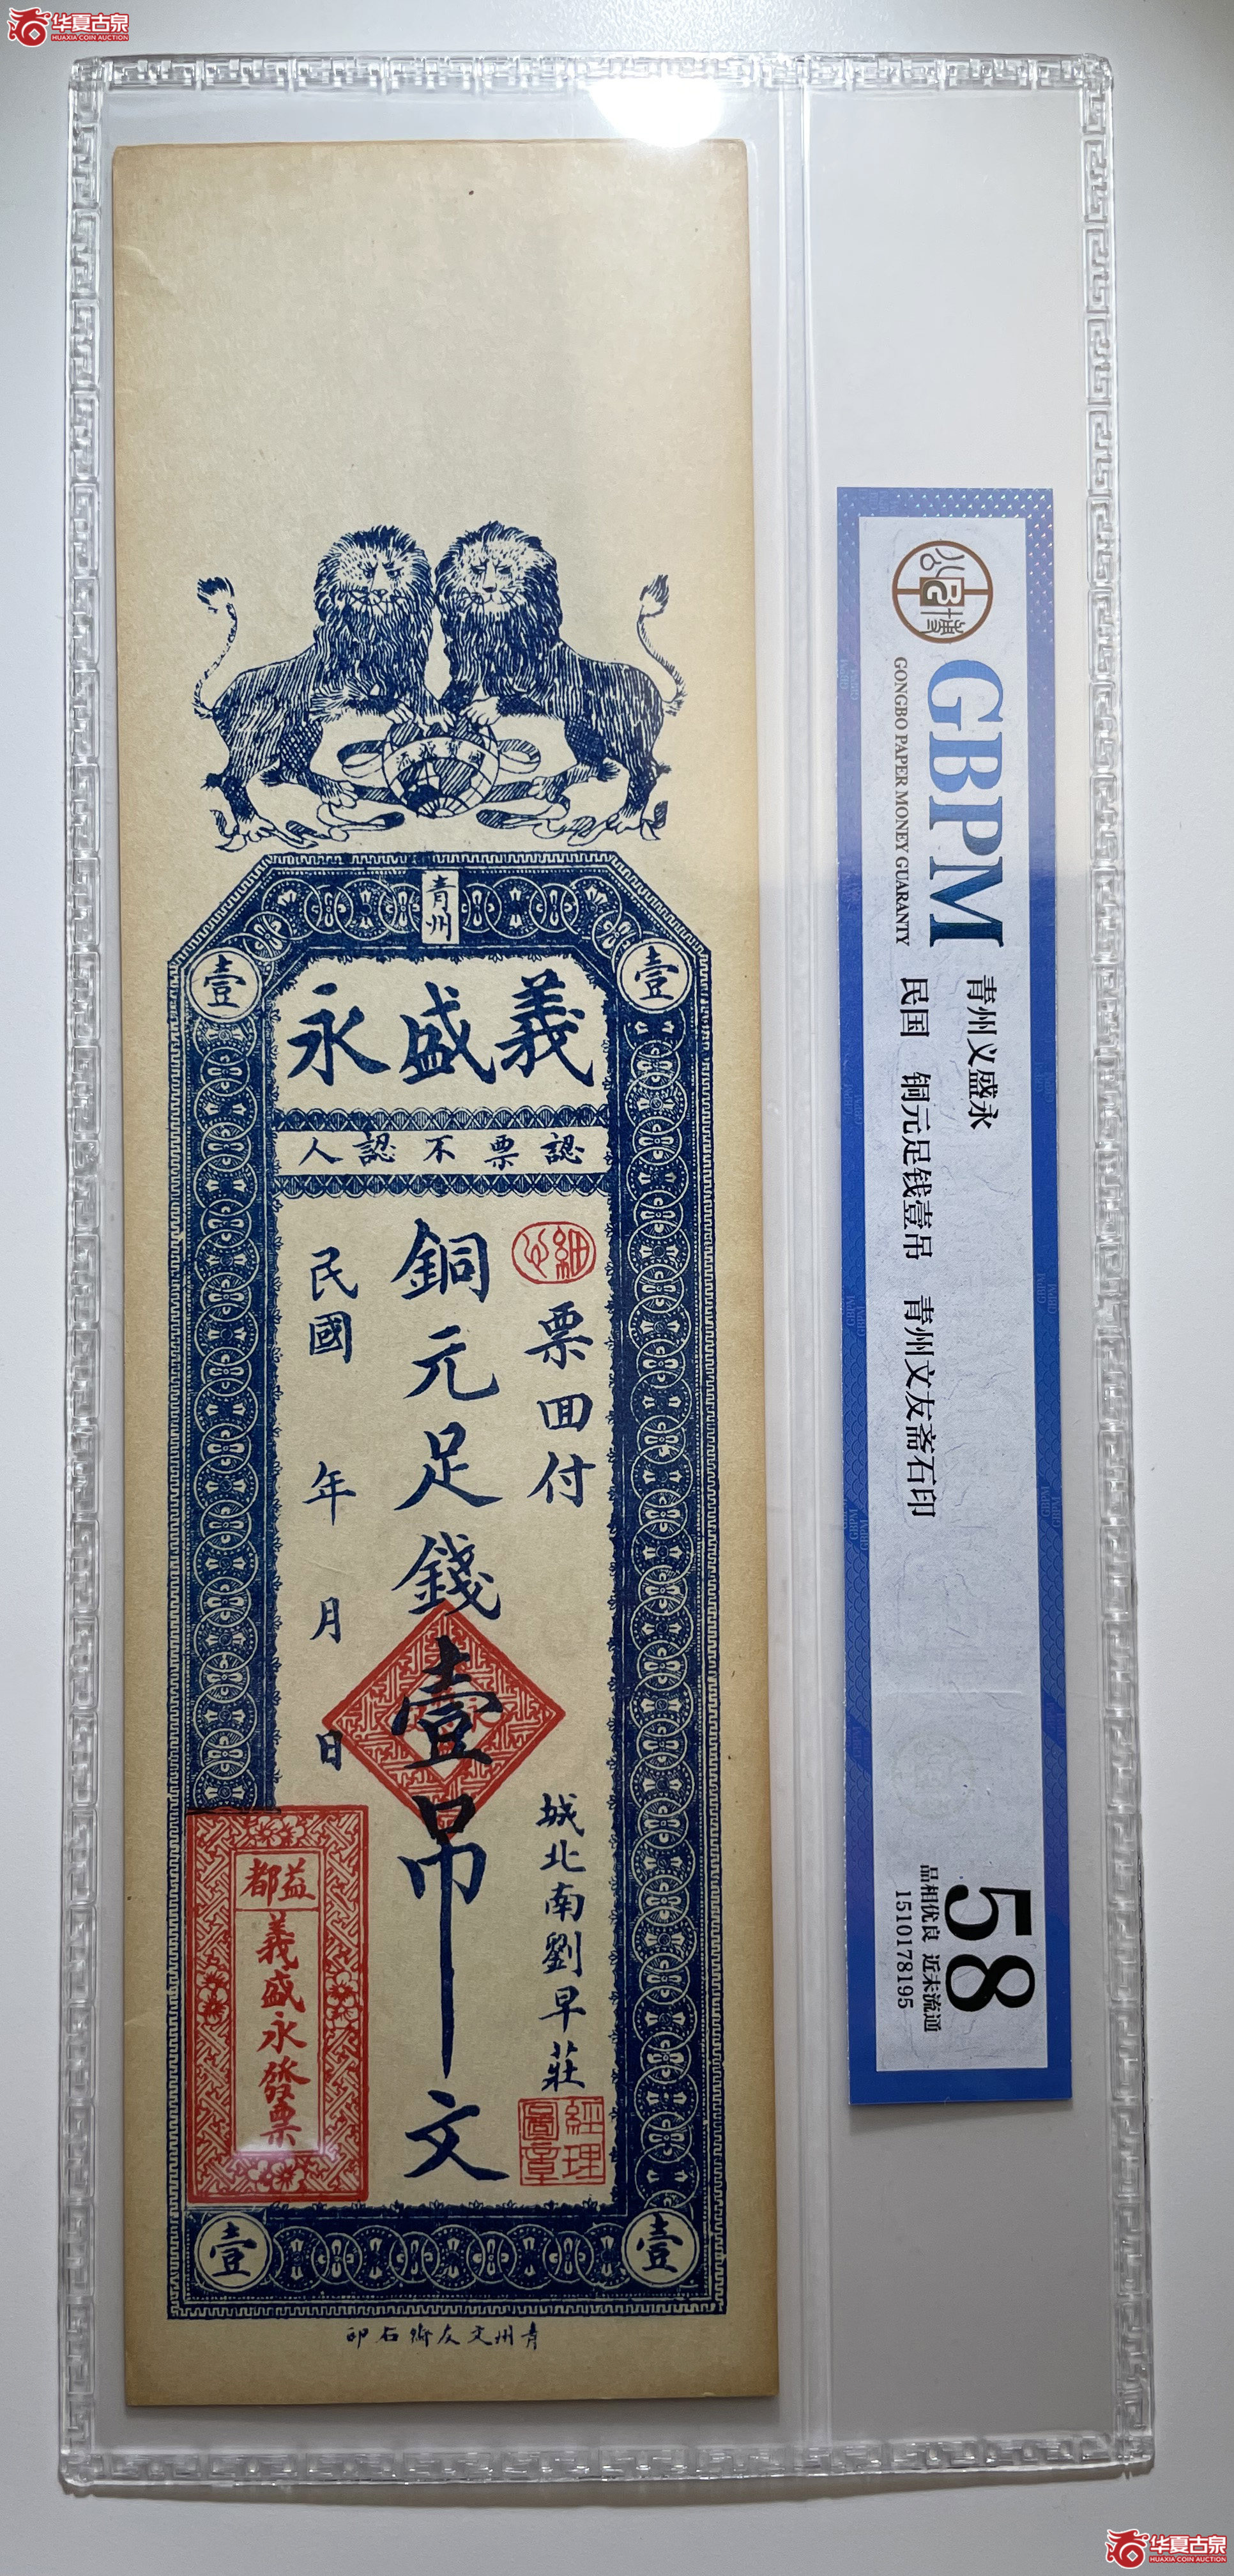 华夏古泉
HUAXIA COIN AUCTION
青州
壹
壹
義盛永
認票不認人
細心
票回付
城北南劉早莊
經理
圖章
銅元足錢壹吊文
民國 年 月 日
益都
義盛永發票
壹
壹
青州文友齋石印
公博
GBPM
GONGBO PAPER MONEY GUARANTY
青州义盛永
民国 铜元足钱壹吊 青州文友斋石印
58
品相优良 近未流通
1510178195
华夏古泉
HUAXIA COIN AUCTION